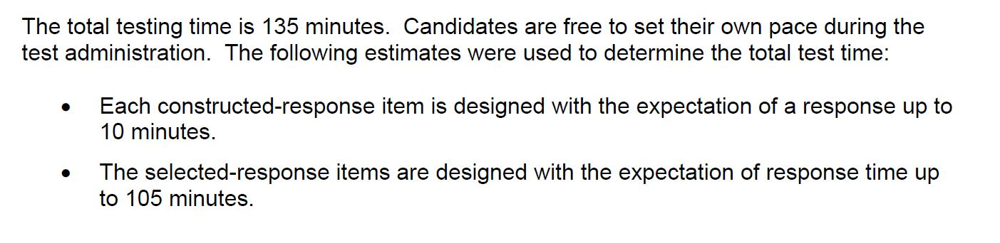 The total testing time is 135 minutes.  Candidates are free to set their own pace during the
test administration.  The following estimates were used to determine the total test time:
• Each constructed-response item is designed with the expectation of a response up to
10 minutes.
• The selected-response items are designed with the expectation of response time up
to 105 minutes.